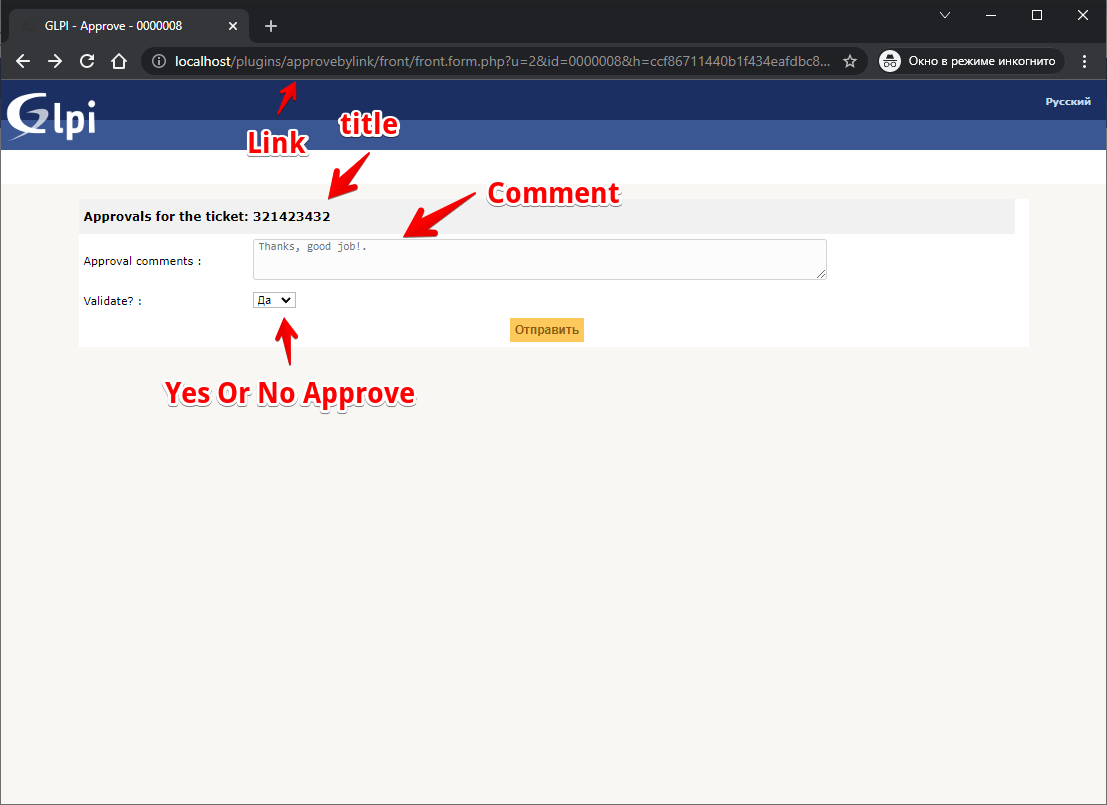 GLPI - Approve - 0000008
localhost/plugins/approvebylink/front/front.form.php?u=2&id=0000008&h=ccf86711440b1f434eafdbc8...
Окно в режиме инкогнито
Glpi
Русский
Link
title
Comment
Approvals for the ticket: 321423432
Approval comments :
Thanks, good job!.
Validate? :
Да
Отправить
Yes Or No Approve